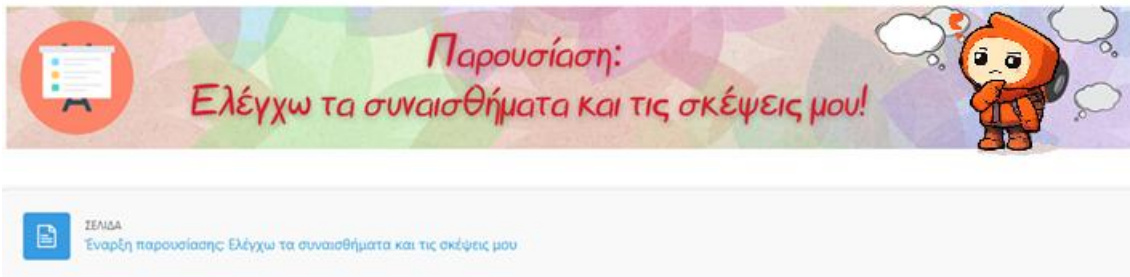 Παρουσίαση:
Ελέγχω τα συναισθήματα και τις σκέψεις μου!
ΣΕΛΙΔΑ
Έναρξη παρουσίασης: Ελέγχω τα συναισθήματα και τις σκέψεις μου